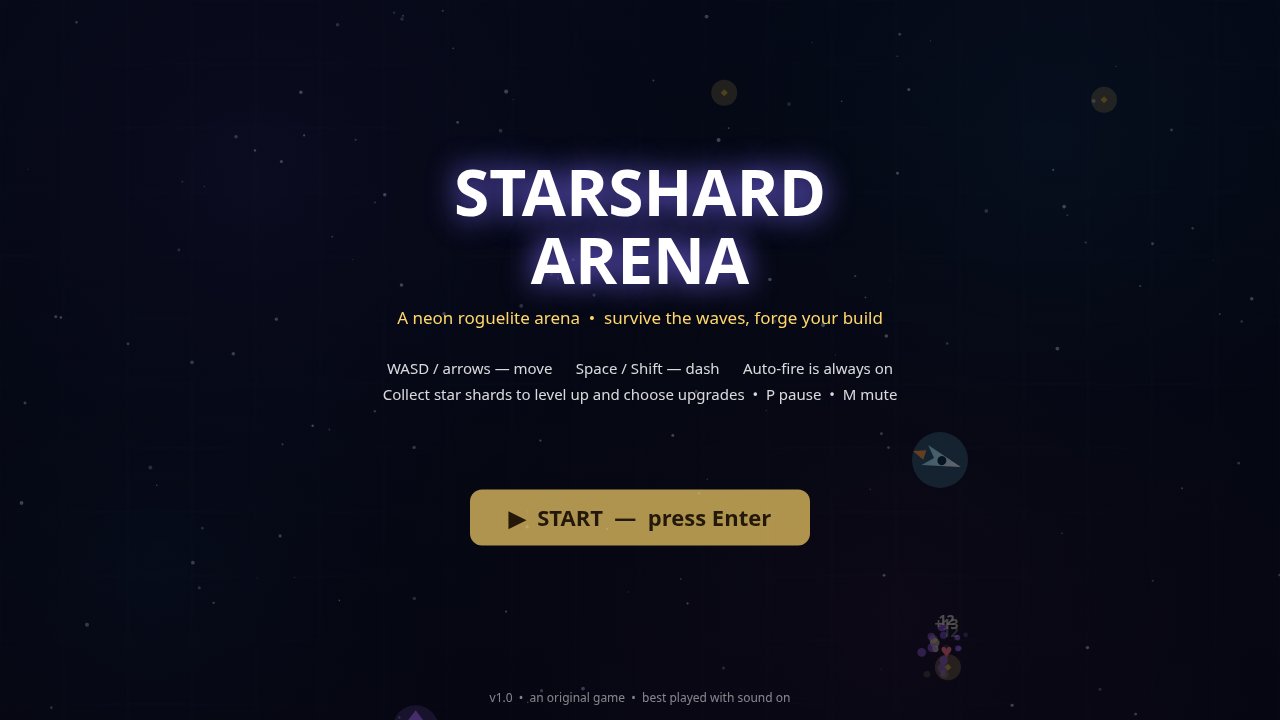 STARSHARD
ARENA
A neon roguelite arena • survive the waves, forge your build
WASD / arrows — move Space / Shift — dash Auto-fire is always on
Collect star shards to level up and choose upgrades • P pause • M mute
▶ START — press Enter
v1.0 • an original game • best played with sound on